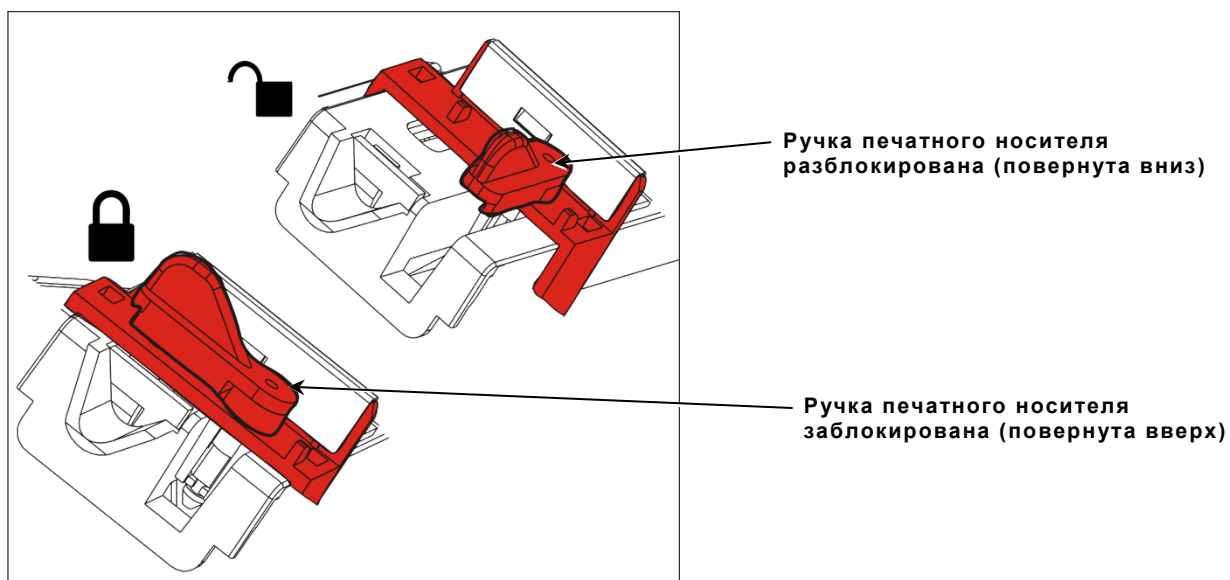 Ручка печатного носителя
разблокирована (повернута вниз)
Ручка печатного носителя
заблокирована (повернута вверх)